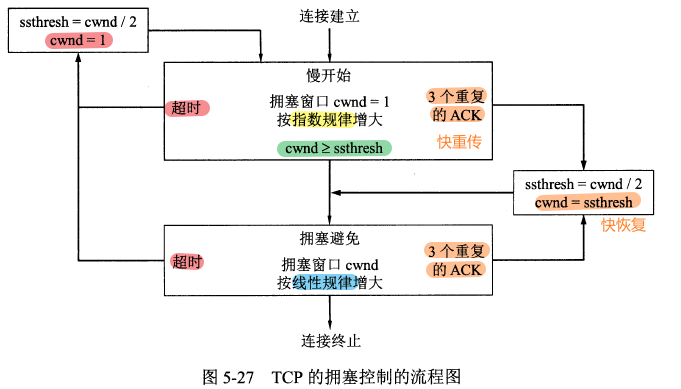 ssthresh = cwnd / 2
cwnd = 1
连接建立
慢开始
拥塞窗口 cwnd = 1
按指数规律增大
超时
3 个重复
的 ACK
快重传
cwnd ≥ ssthresh
ssthresh = cwnd / 2
cwnd = ssthresh
快恢复
拥塞避免
超时
拥塞窗口 cwnd
按线性规律增大
3 个重复
的 ACK
连接终止
图 5-27 TCP 的拥塞控制的流程图